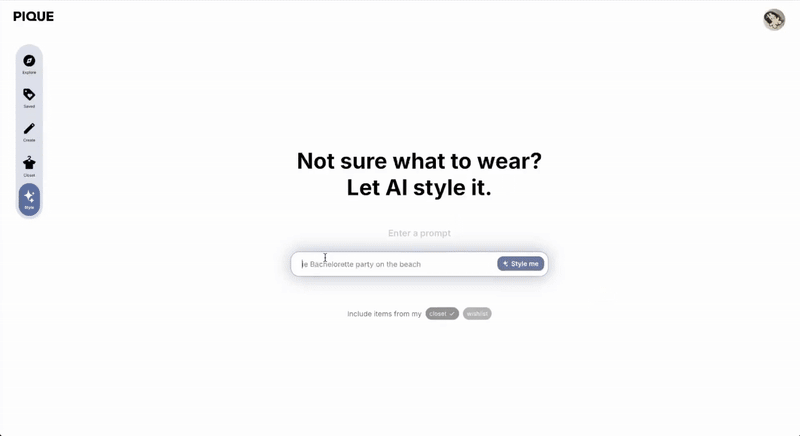 PIQUE
Explore
Saved
Create
Closet
Style
Not sure what to wear?
Let AI style it.
Enter a prompt
ie Bachelorette party on the beach
Style me
Include items from my closet wishlist